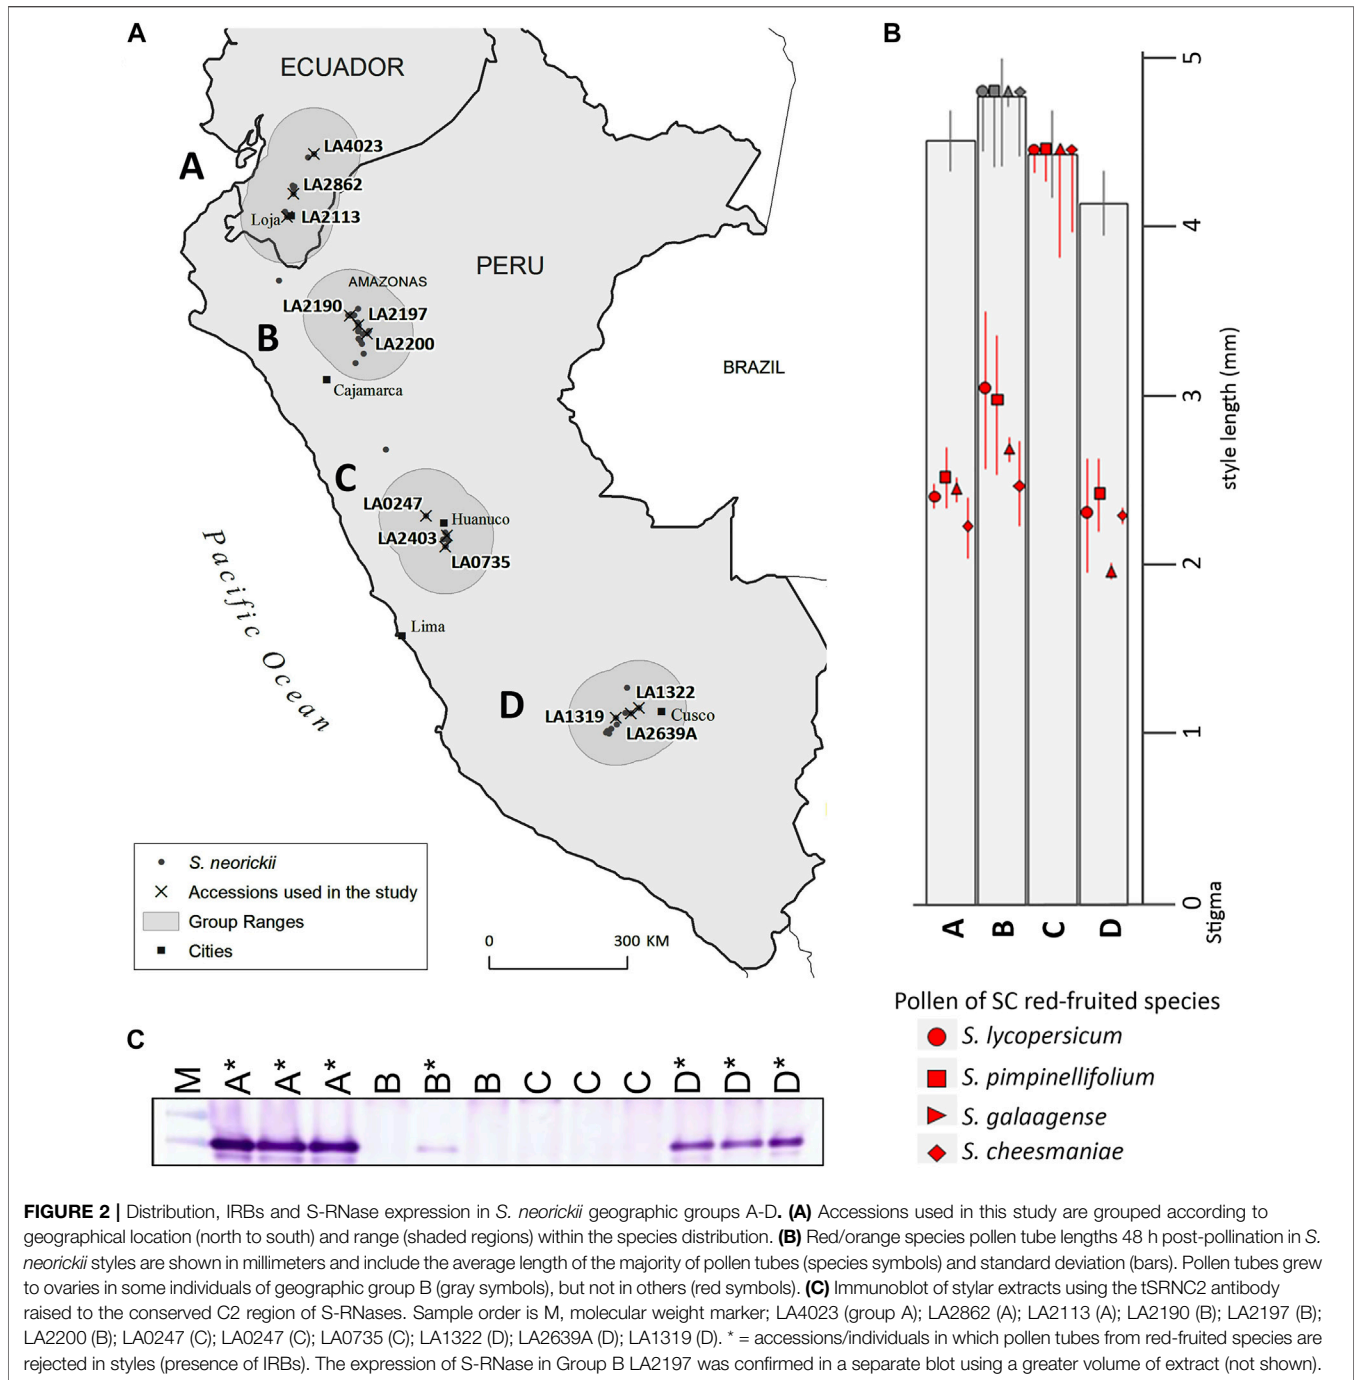 A
ECUADOR
A
LA4023
LA2862
Loja
LA2113
PERU
AMAZONAS
LA2190
LA2197
B
LA2200
Cajamarca
BRAZIL
C
LA0247
Huanuco
LA2403
LA0735
Pacific Ocean
Lima
D
LA1322
LA1319
Cusco
LA2639A
S. neorickii
Accessions used in the study
Group Ranges
Cities
0 300 KM
B
5
4
3
2
1
0
style length (mm)
Stigma
A B C D
Pollen of SC red-fruited species
S. lycopersicum
S. pimpinellifolium
S. galaagense
S. cheesmaniae
C
M A* A* A* B B* B C C C D* D* D*
FIGURE 2 | Distribution, IRBs and S-RNase expression in S. neorickii geographic groups A-D. (A) Accessions used in this study are grouped according to
geographical location (north to south) and range (shaded regions) within the species distribution. (B) Red/orange species pollen tube lengths 48 h post-pollination in S.
neorickii styles are shown in millimeters and include the average length of the majority of pollen tubes (species symbols) and standard deviation (bars). Pollen tubes grew
to ovaries in some individuals of geographic group B (gray symbols), but not in others (red symbols). (C) Immunoblot of stylar extracts using the tSRNC2 antibody
raised to the conserved C2 region of S-RNases. Sample order is M, molecular weight marker; LA4023 (group A); LA2862 (A); LA2113 (A); LA2190 (B); LA2197 (B);
LA2200 (B); LA0247 (C); LA0247 (C); LA0735 (C); LA1322 (D); LA2639A (D); LA1319 (D). * = accessions/individuals in which pollen tubes from red-fruited species are
rejected in styles (presence of IRBs). The expression of S-RNase in Group B LA2197 was confirmed in a separate blot using a greater volume of extract (not shown).